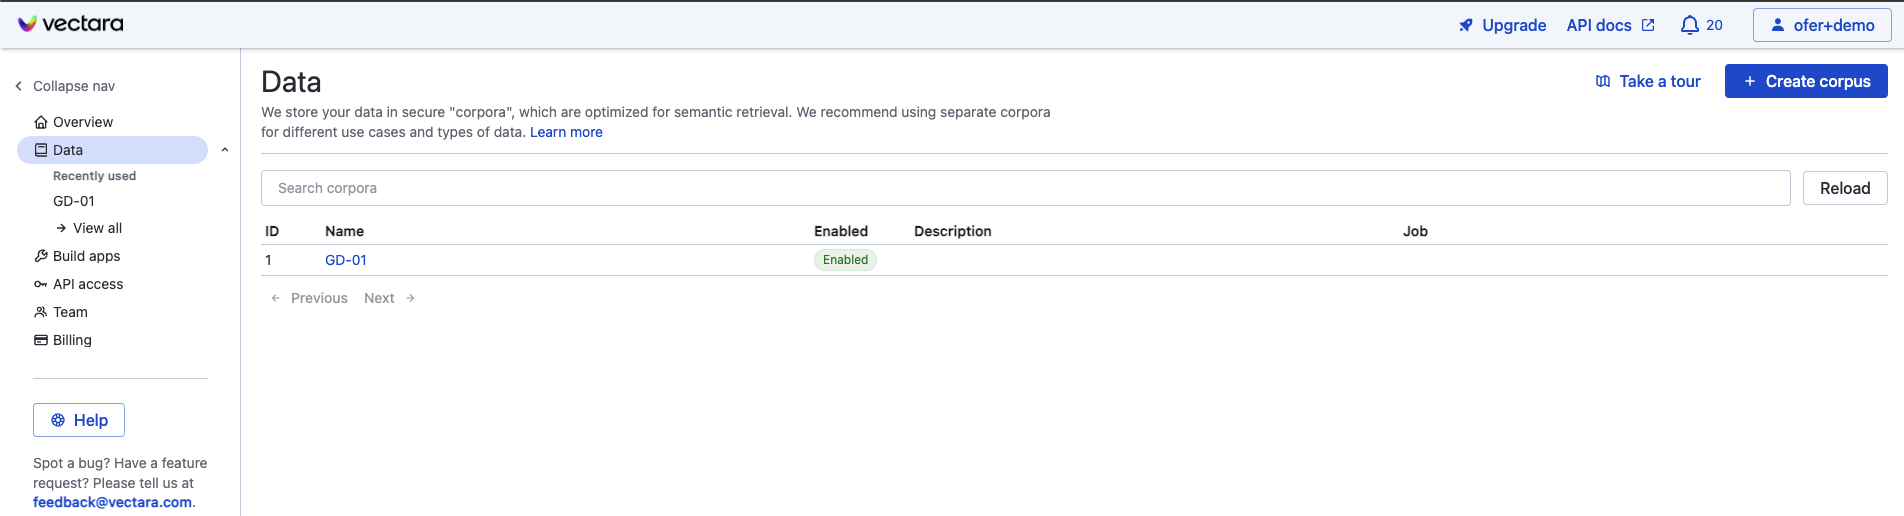 vectara
Upgrade
API docs
20
ofer+demo
Collapse nav
Overview
Data
Recently used
GD-01
View all
Build apps
API access
Team
Billing
Help
Spot a bug? Have a feature
request? Please tell us at
feedback@vectara.com.
Data
Take a tour
Create corpus
We store your data in secure "corpora", which are optimized for semantic retrieval. We recommend using separate corpora
for different use cases and types of data. Learn more
Search corpora
Reload
ID Name Enabled Description Job
1 GD-01 Enabled
Previous Next